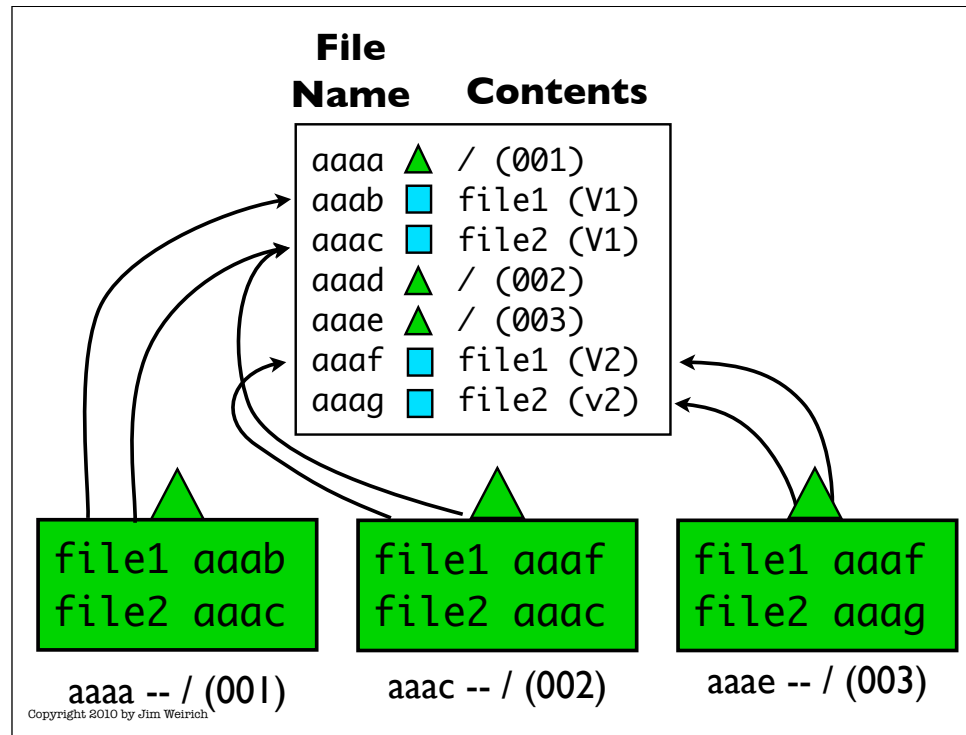 File
Name Contents
aaaa / (001)
aaab file1 (V1)
aaac file2 (V1)
aaad / (002)
aaae / (003)
aaaf file1 (V2)
aaag file2 (v2)
file1 aaab
file2 aaac
file1 aaaf
file2 aaac
file1 aaaf
file2 aaag
aaaa -- / (001)
aaac -- / (002)
aaae -- / (003)
Copyright 2010 by Jim Weirich